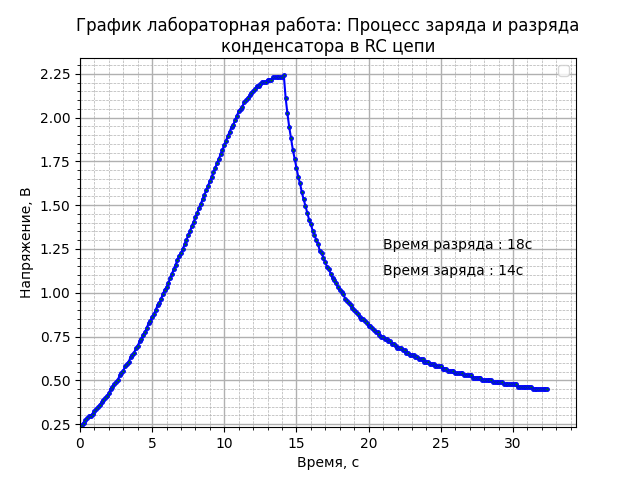 График лабораторная работа: Процесс заряда и разряда
конденсатора в RC цепи
Напряжение, В
2.25
2.00
1.75
1.50
1.25
1.00
0.75
0.50
0.25
Время разряда : 18с
Время заряда : 14с
0 5 10 15 20 25 30
Время, с